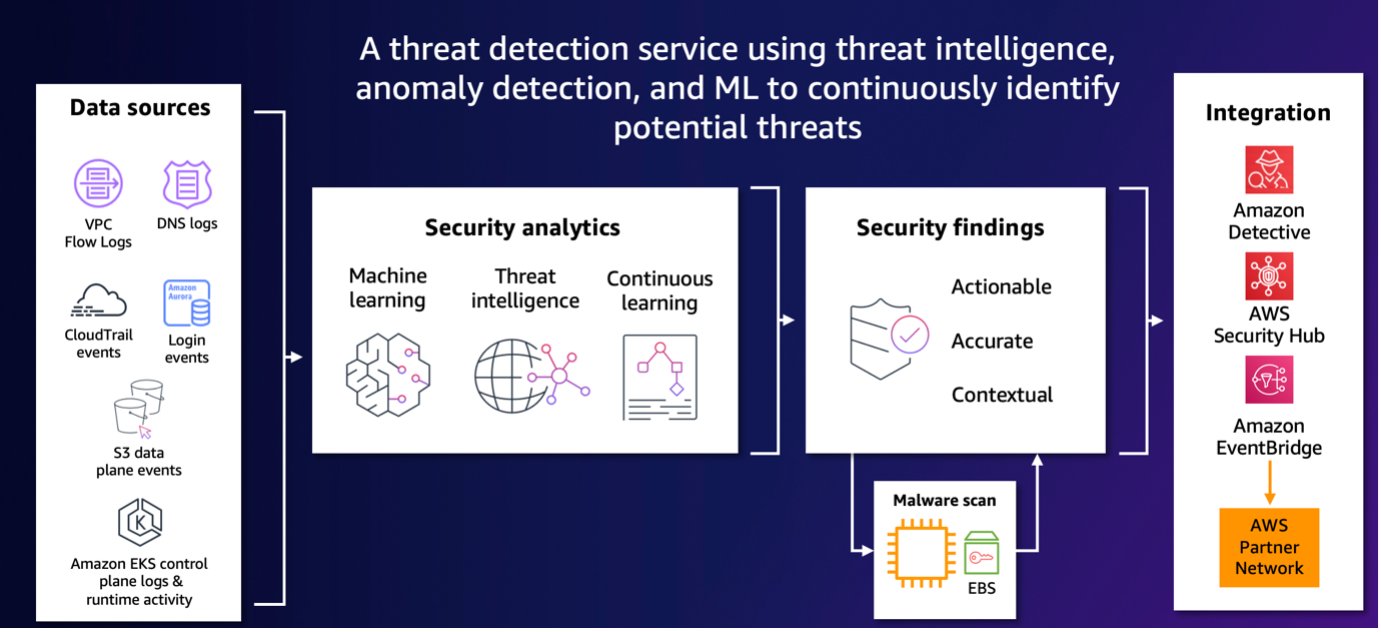 A threat detection service using threat intelligence,
anomaly detection, and ML to continuously identify
potential threats
Data sources
VPC
Flow Logs
DNS logs
CloudTrail
events
Amazon
Aurora
Login
events
S3 data
plane events
K
Amazon EKS control
plane logs &
runtime activity
Security analytics
Machine
learning
Threat
intelligence
Continuous
learning
Security findings
Actionable
Accurate
Contextual
Malware scan
EBS
Integration
Amazon
Detective
AWS
Security Hub
Amazon
EventBridge
AWS
Partner
Network